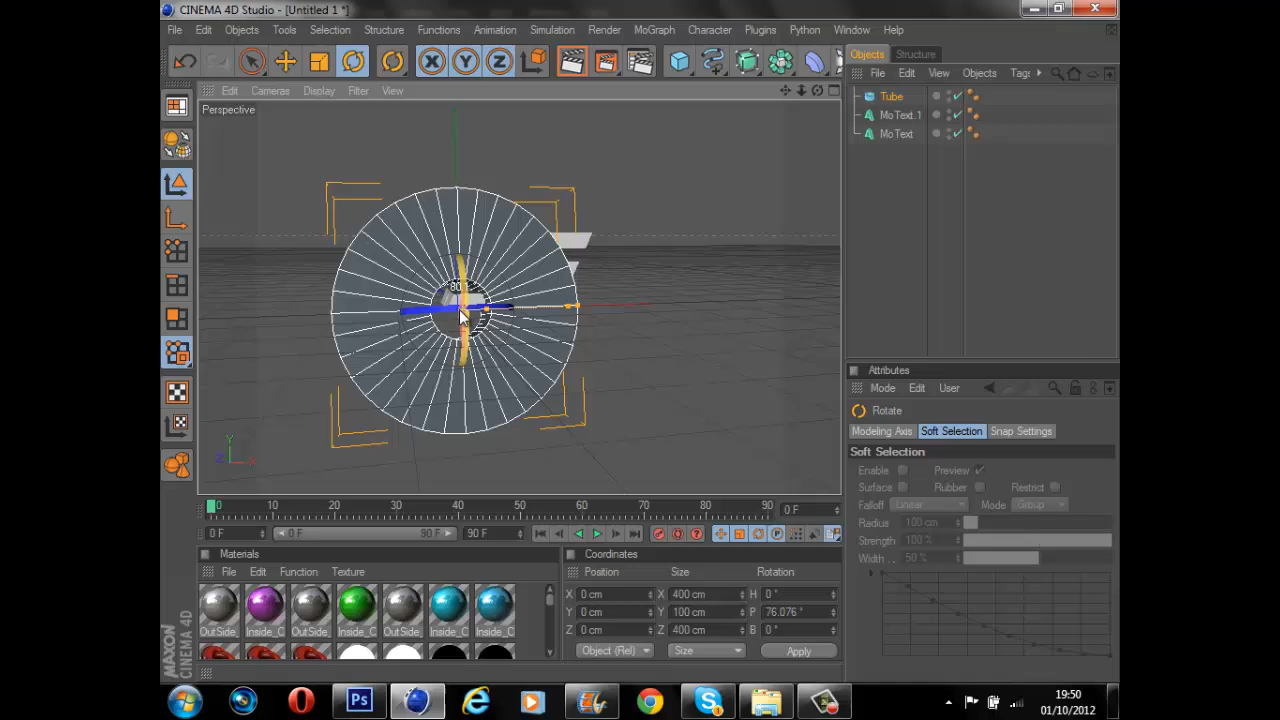 CINEMA 4D Studio - [Untitled 1 *]
File Edit Objects Tools Selection Structure Functions Animation Simulation Render MoGraph Character Plugins Python Window Help
X Y Z
Objects Structure
File Edit View Objects Tags
Edit Cameras Display Filter View
Perspective
Tube
MoText.1
MoText
Y
Z X
Attributes
Mode Edit User
Rotate
Modeling Axis Soft Selection Snap Settings
Soft Selection
Enable Preview
Surface Rubber Restrict
Falloff Linear Mode Group
Radius 100 cm
Strength 100 %
Width . . 50 %
0 10 20 30 40 50 60 70 80 90 0 F
0 F 0 F 90 F 90 F
Materials
File Edit Function Texture
OutSide_ Inside_C OutSide_ Inside_C OutSide_ Inside_C Inside_C
Coordinates
Position Size Rotation
X 0 cm X 400 cm H 0 °
Y 0 cm Y 100 cm P 76.076 °
Z 0 cm Z 400 cm B 0 °
Object (Rel) Size Apply
MAXON
CINEMA 4D
Ps
19:50
01/10/2012